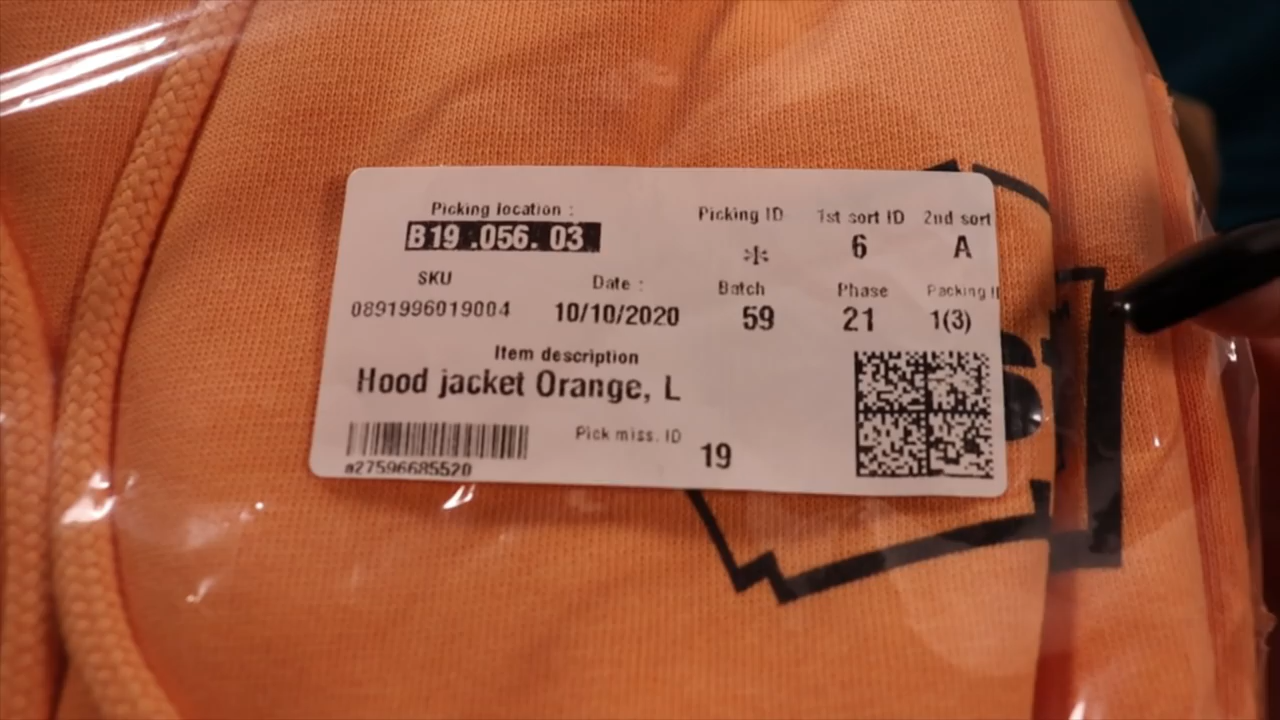 Picking location :
B19 .056. 03
Picking ID
1st sort ID
2nd sort
6
A
SKU
Date :
Batch
Phase
Packing
0891996019004
10/10/2020
59
21
1(3)
Item description
Hood jacket Orange, L
Pick miss. ID
19
a27596685520